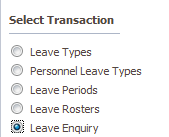 Select Transaction
Leave Types
Personnel Leave Types
Leave Periods
Leave Rosters
Leave Enquiry